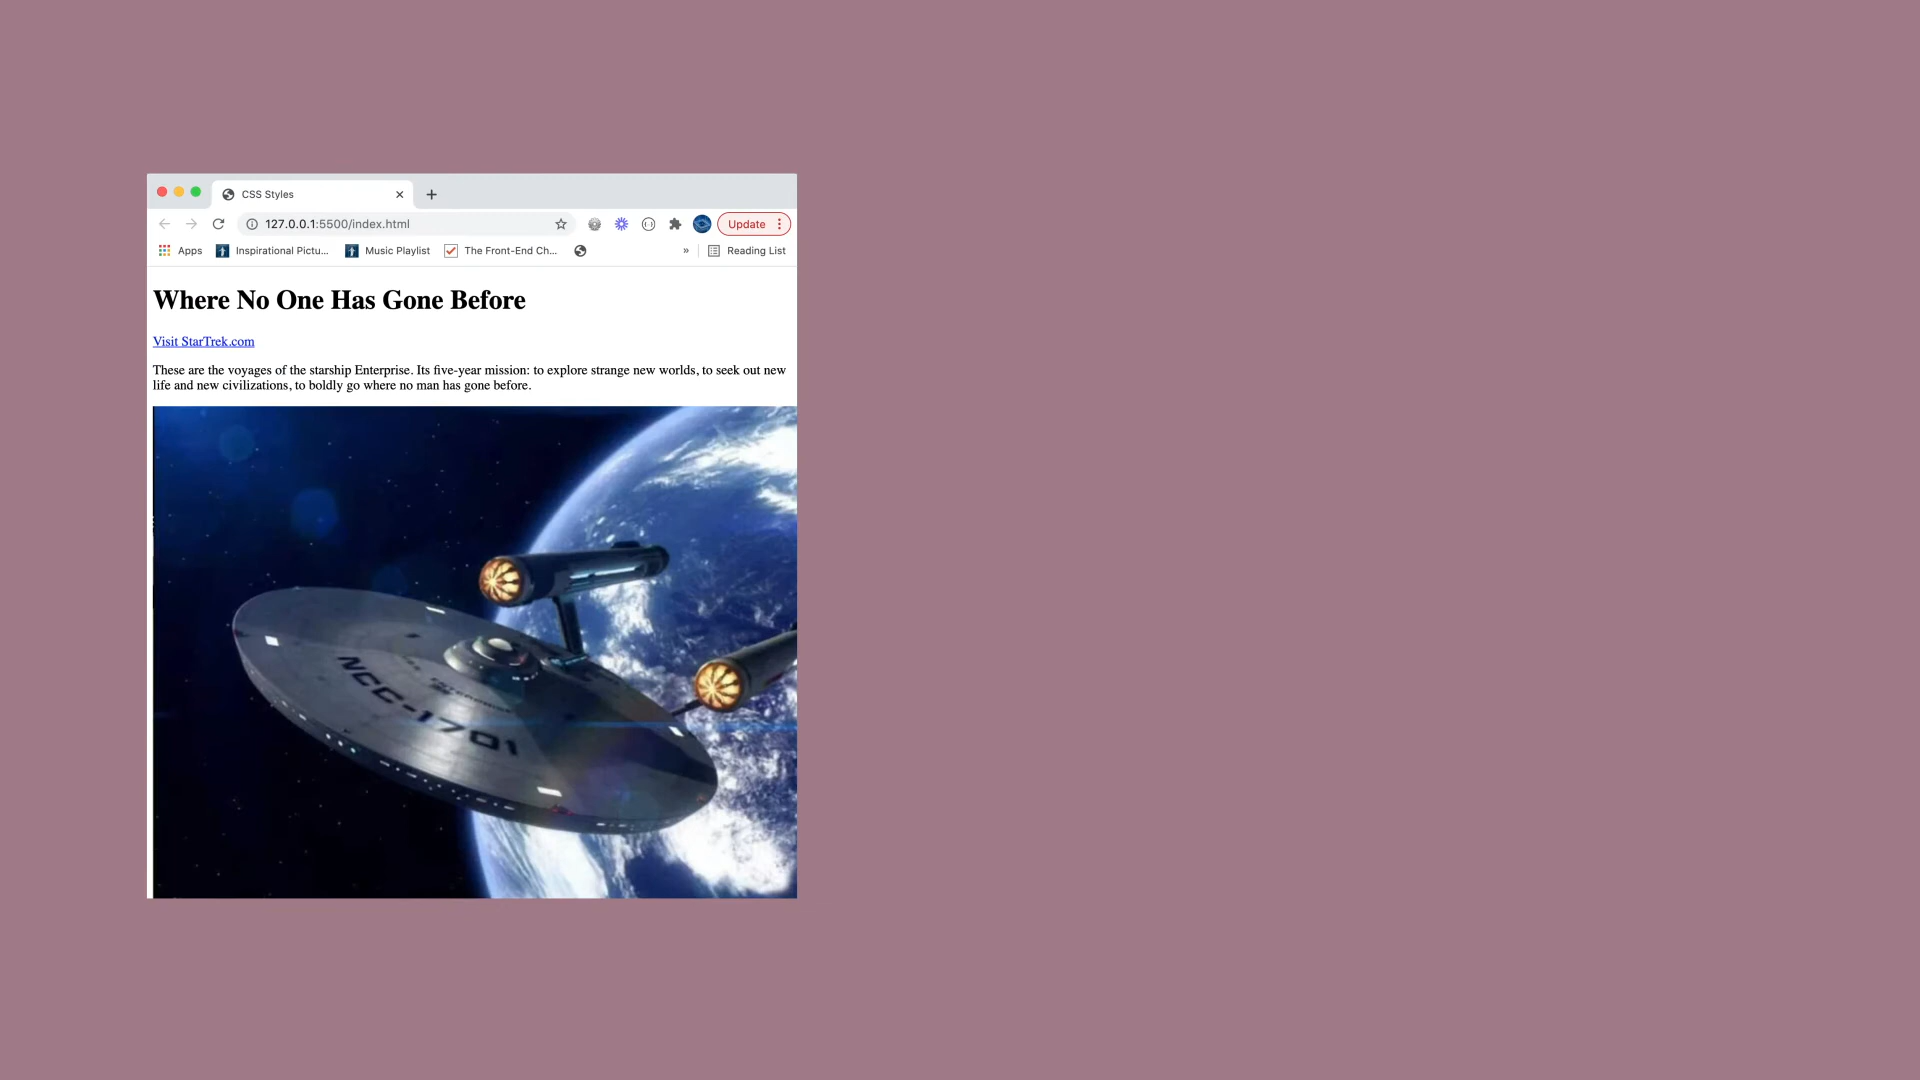 CSS Styles
127.0.0.1:5500/index.html
Update
Apps
Inspirational Pictu...
Music Playlist
The Front-End Ch...
»
Reading List
Where No One Has Gone Before
Visit StarTrek.com
These are the voyages of the starship Enterprise. Its five-year mission: to explore strange new worlds, to seek out new
life and new civilizations, to boldly go where no man has gone before.
NCC-1701